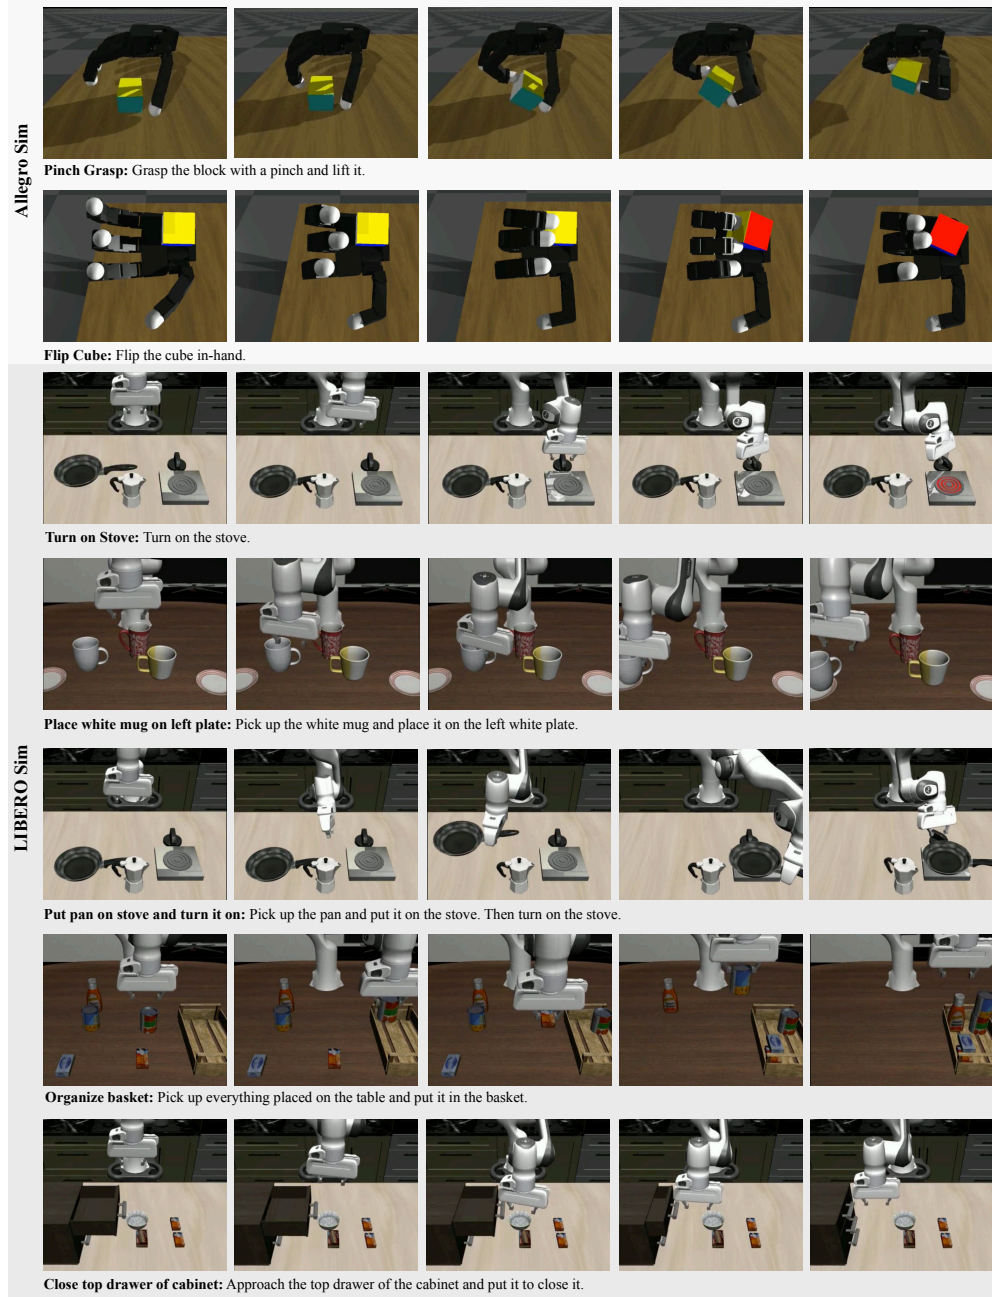 Allegro Sim
Pinch Grasp: Grasp the block with a pinch and lift it.
Flip Cube: Flip the cube in-hand.
LIBERO Sim
Turn on Stove: Turn on the stove.
Place white mug on left plate: Pick up the white mug and place it on the left white plate.
Put pan on stove and turn it on: Pick up the pan and put it on the stove. Then turn on the stove.
Organize basket: Pick up everything placed on the table and put it in the basket.
Close top drawer of cabinet: Approach the top drawer of the cabinet and put it to close it.